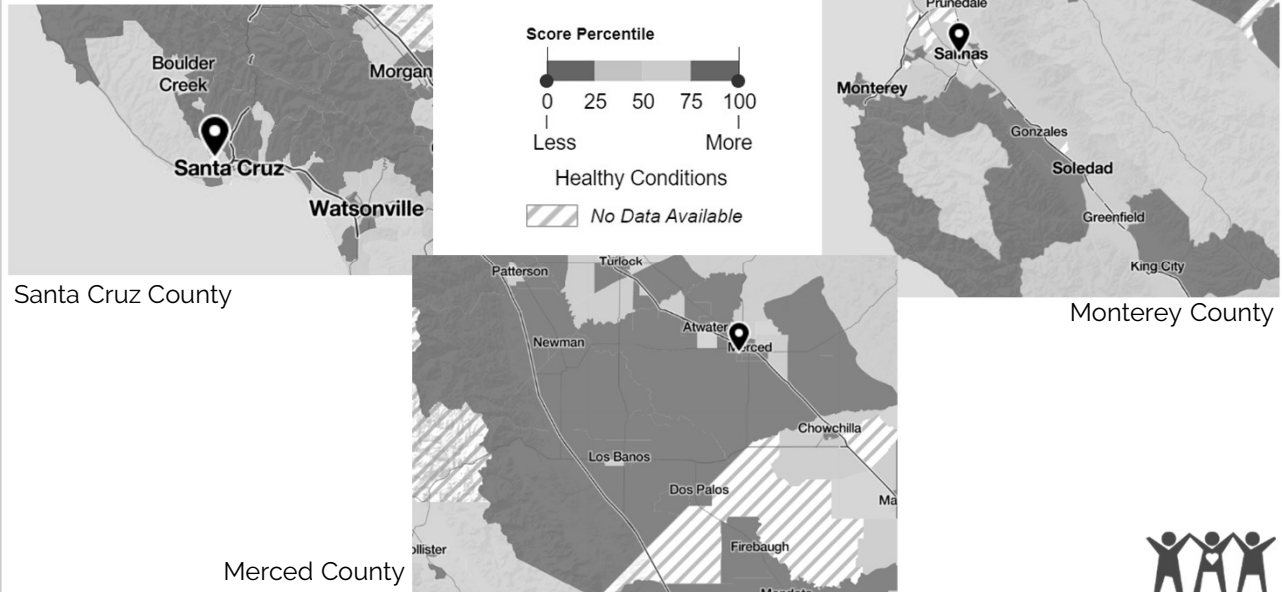 Boulder
Creek
Morgan
Santa Cruz
Watsonville
Santa Cruz County
Score Percentile
0 25 50 75 100
Less More
Healthy Conditions
No Data Available
Prunedale
Salinas
Monterey
Gonzales
Soledad
Greenfield
King City
Monterey County
Patterson
Turlock
Newman
Atwater
Merced
Chowchilla
Los Banos
Dos Palos
Ma
ollister
Firebaugh
Merced County